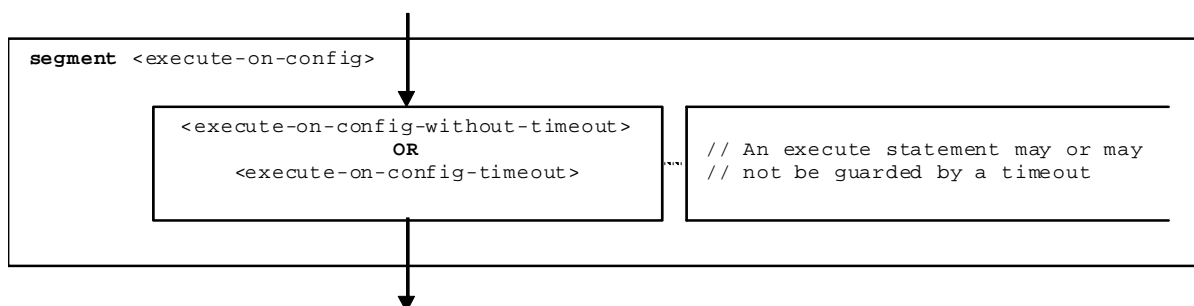 segment <execute-on-config>
<execute-on-config-without-timeout>
OR
<execute-on-config-timeout>
// An execute statement may or may
// not be guarded by a timeout